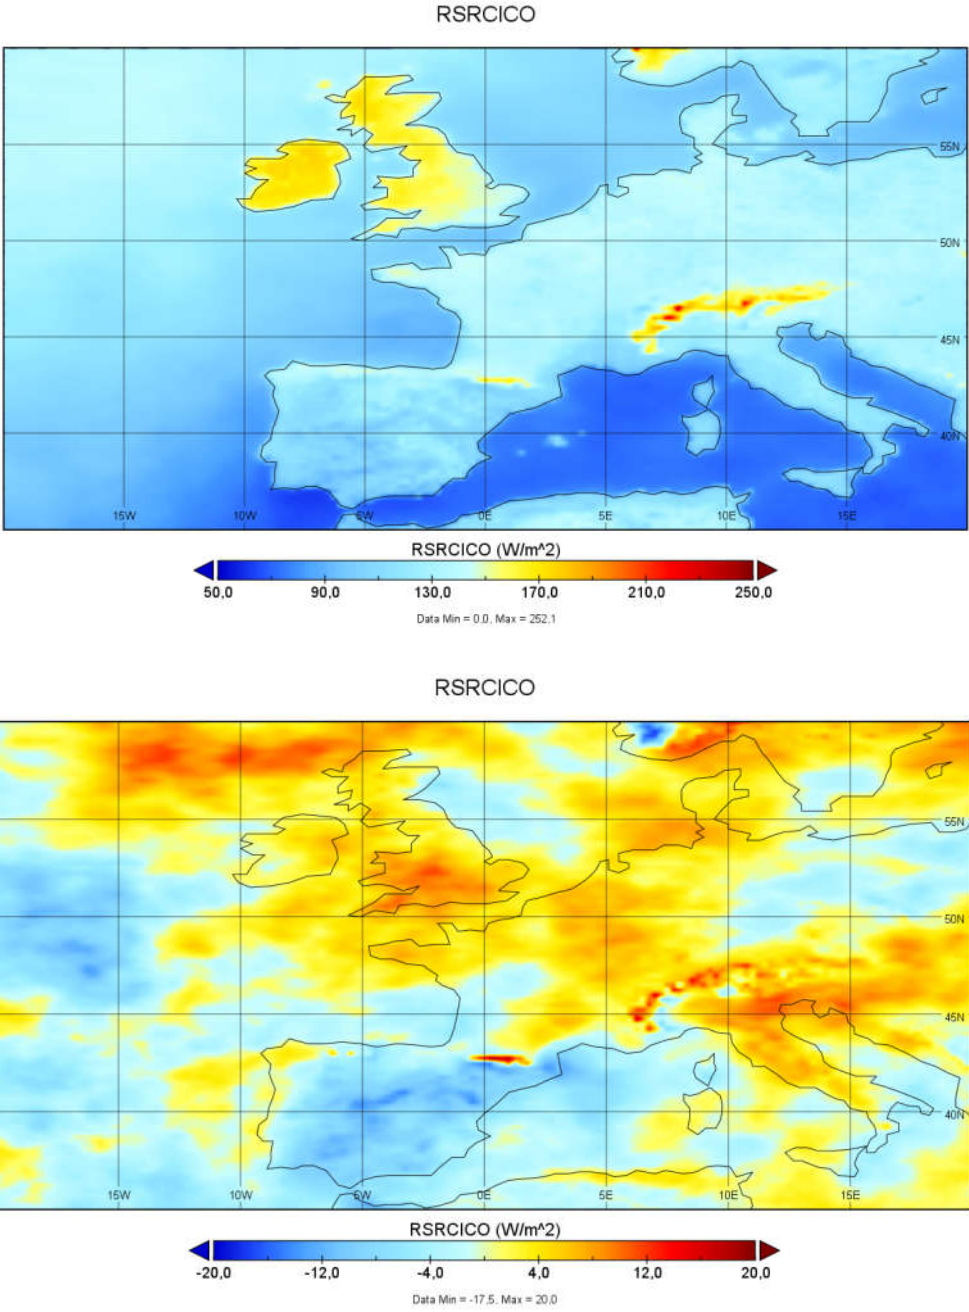 RSRCICO
55N
50N
45N
40N
15W 10W 5W 0E 5E 10E 15E
RSRCICO (W/m^2)
50,0 90,0 130,0 170,0 210,0 250,0
Data Min = 0,0, Max = 252,1
RSRCICO
55N
50N
45N
40N
15W 10W 5W 0E 5E 10E 15E
RSRCICO (W/m^2)
-20,0 -12,0 -4,0 4,0 12,0 20,0
Data Min = -17,5, Max = 20,0